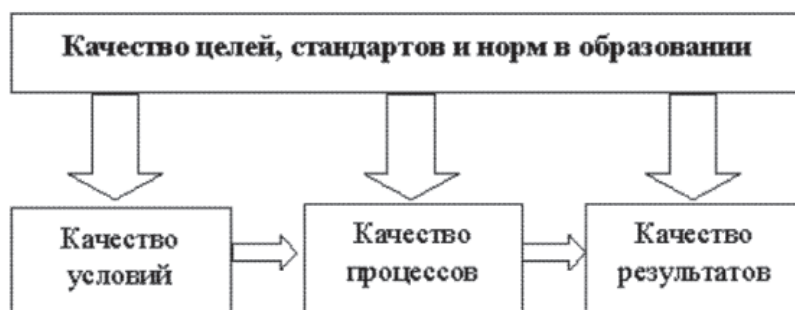 Качество целей, стандартов и норм в образовании
Качество
условий
Качество
процессов
Качество
результатов